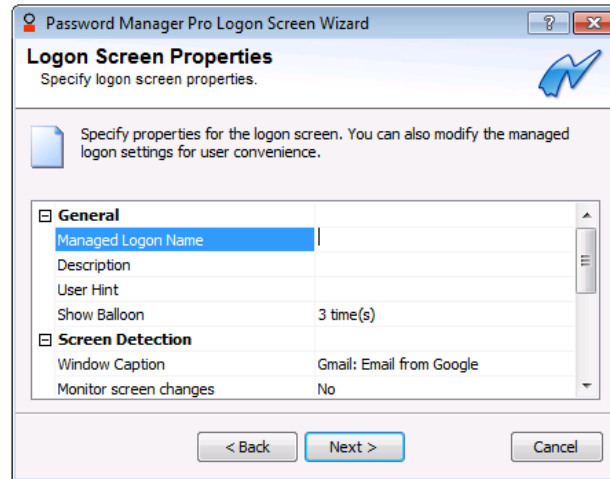 Password Manager Pro Logon Screen Wizard
Logon Screen Properties
Specify logon screen properties.
Specify properties for the logon screen. You can also modify the managed
logon settings for user convenience.
General
Managed Logon Name
Description
User Hint
Show Balloon 3 time(s)
Screen Detection
Window Caption Gmail: Email from Google
Monitor screen changes No
< Back Next > Cancel